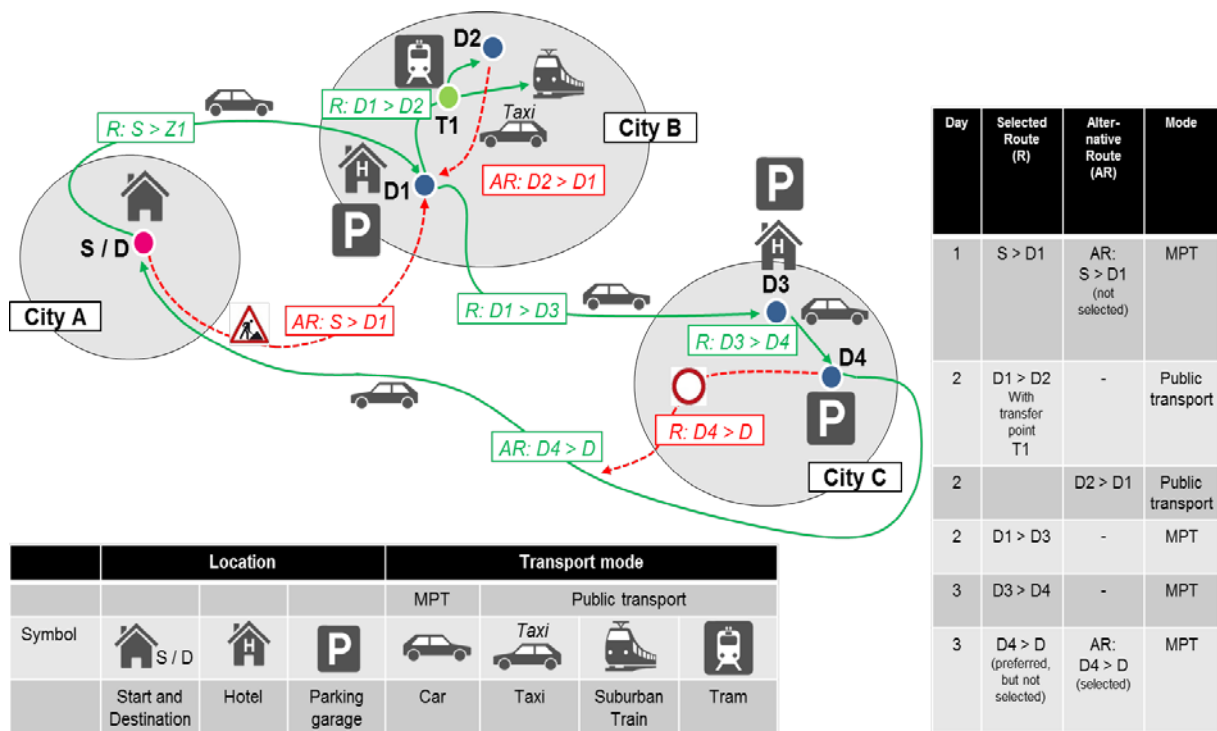 D2
R: D1 > D2
T1
Taxi
City B
R: S > Z1
H
D1
AR: D2 > D1
P
P
S / D
H
D3
City A
AR: S > D1
R: D1 > D3
R: D3 > D4
D4
P
AR: D4 > D
R: D4 > D
City C
Day
Selected
Route
(R)
Alter-
native
Route
(AR)
Mode
1
S > D1
AR:
S > D1
(not
selected)
MPT
2
D1 > D2
With
transfer
point
T1
-
Public
transport
2
D2 > D1
Public
transport
2
D1 > D3
-
MPT
3
D3 > D4
-
MPT
3
D4 > D
(preferred,
but not
selected)
AR:
D4 > D
(selected)
MPT
Location
Transport mode
MPT
Public transport
Symbol
S / D
H
P
Taxi
Start and
Destination
Hotel
Parking
garage
Car
Taxi
Suburban
Train
Tram